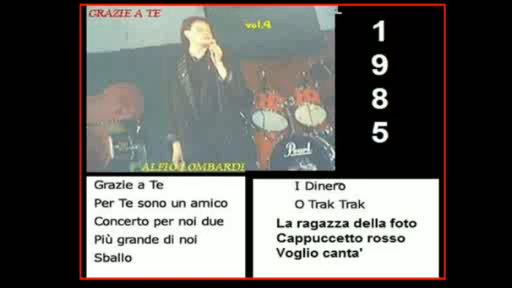 GRAZIE A TE
vol.4
1
9
8
5
Pearl
ALFIO LOMBARDI
Grazie a Te
Per Te sono un amico
Concerto per noi due
Più grande di noi
Sballo
I Dinero
O Trak Trak
La ragazza della foto
Cappuccetto rosso
Voglio canta'